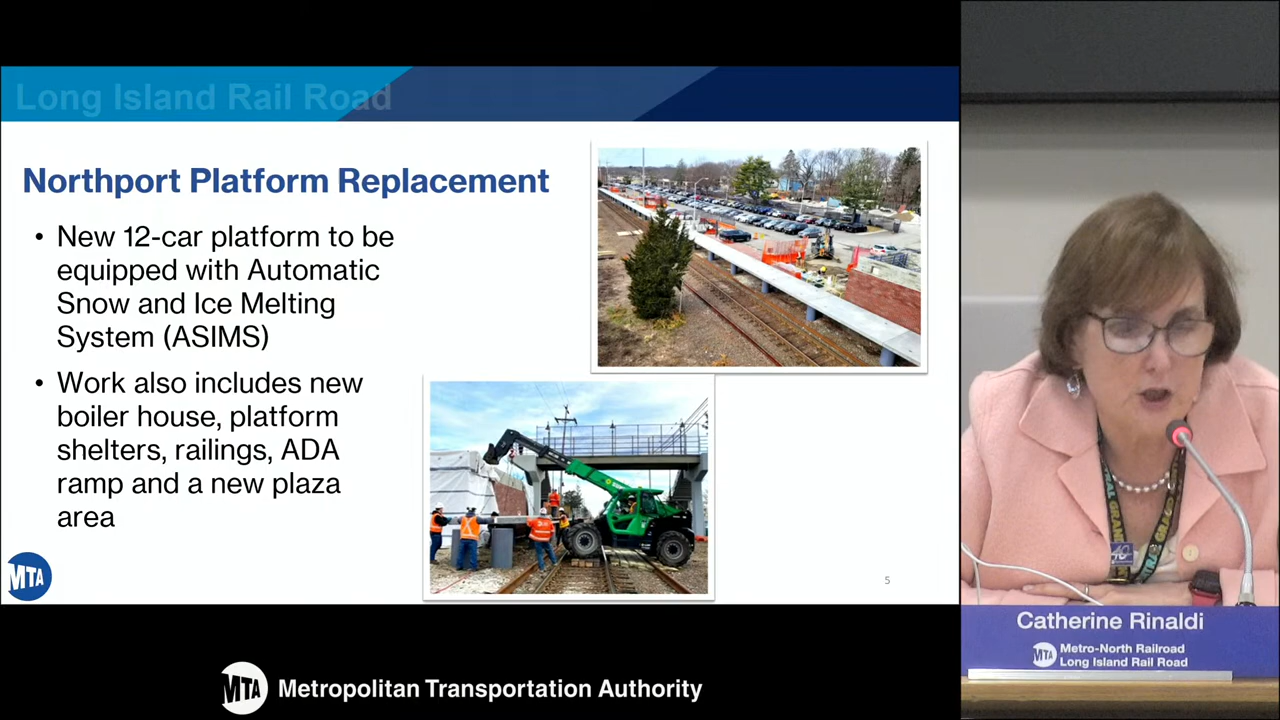 Long Island Rail Road
Northport Platform Replacement
• New 12-car platform to be
equipped with Automatic
Snow and Ice Melting
System (ASIMS)
• Work also includes new
boiler house, platform
shelters, railings, ADA
ramp and a new plaza
area
MTA
5
MTA Metropolitan Transportation Authority
Catherine Rinaldi
MTA Metro-North Railroad
Long Island Rail Road